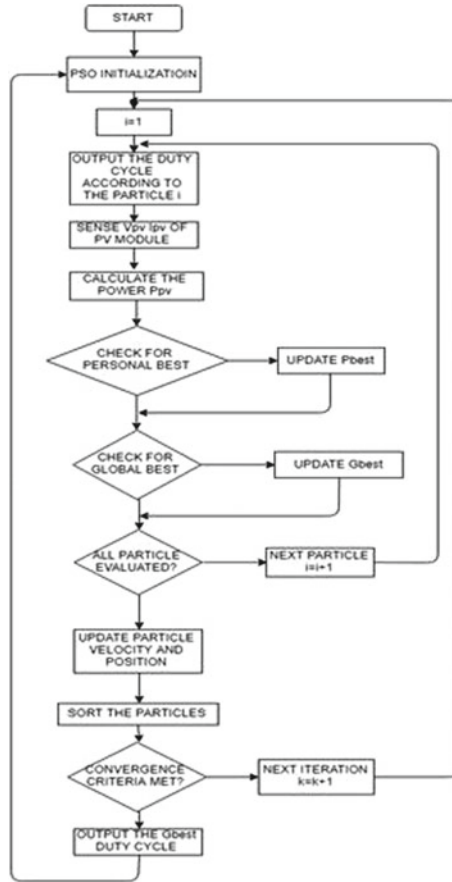 START
PSO INITIALIZATIOIN
i=1
OUTPUT THE DUTY
CYCLE
ACCORDING TO
THE PARTICLE i
SENSE Vpv Ipv OF
PV MODULE
CALCULATE THE
POWER Ppv
CHECK FOR
PERSONAL BEST
UPDATE Pbest
CHECK FOR
GLOBAL BEST
UPDATE Gbest
ALL PARTICLE
EVALUATED?
NEXT PARTICLE
i=i+1
UPDATE PARTICLE
VELOCITY AND
POSITION
SORT THE PARTICLES
CONVERGENCE
CRITERIA MET?
NEXT ITERATION
k=k+1
OUTPUT THE Gbest
DUTY CYCLE